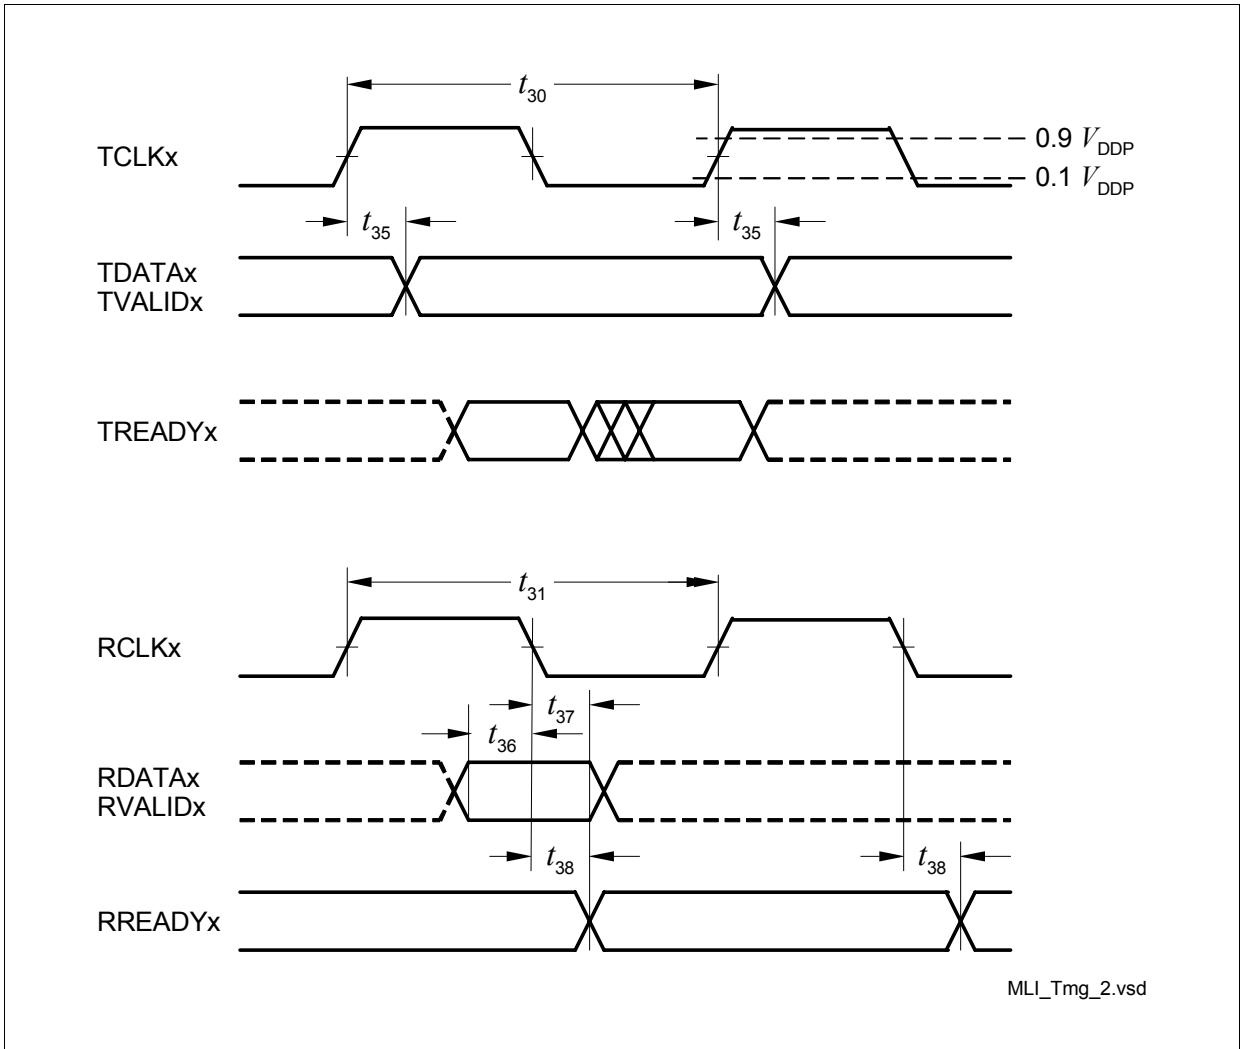 t30
TCLKx
0.9 VDDP
0.1 VDDP
t35
t35
TDATAx
TVALIDx
TREADYx
t31
RCLKx
t37
t36
RDATAx
RVALIDx
t38
t38
RREADYx
MLI_Tmg_2.vsd